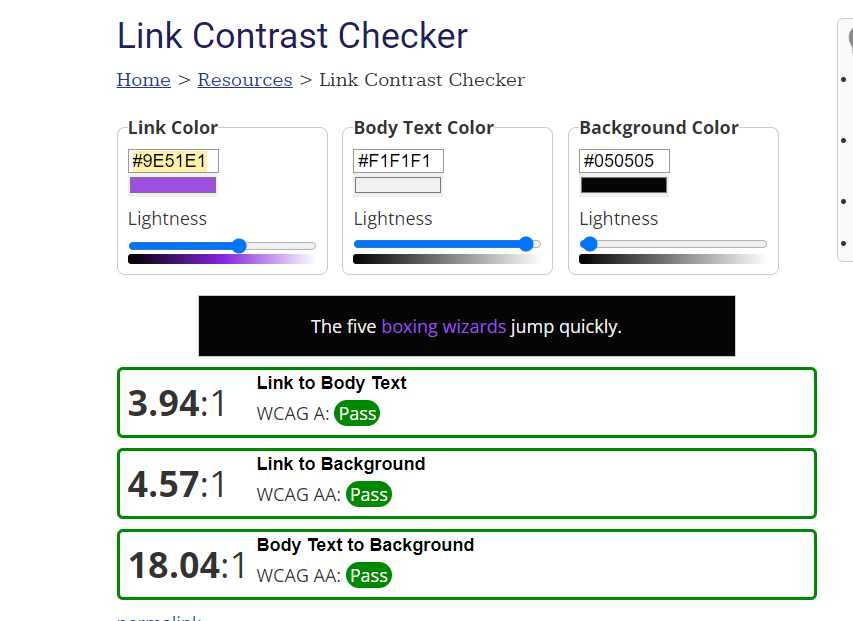 Link Contrast Checker
Home > Resources > Link Contrast Checker
Link Color
#9E51E1
Lightness
Body Text Color
#F1F1F1
Lightness
Background Color
#050505
Lightness
The five boxing wizards jump quickly.
3.94:1
Link to Body Text
WCAG A: Pass
4.57:1
Link to Background
WCAG AA: Pass
18.04:1
Body Text to Background
WCAG AA: Pass
permalink